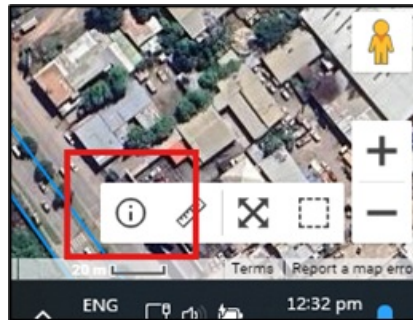 20 m
Terms
Report a map erro
ENG
12:32 pm